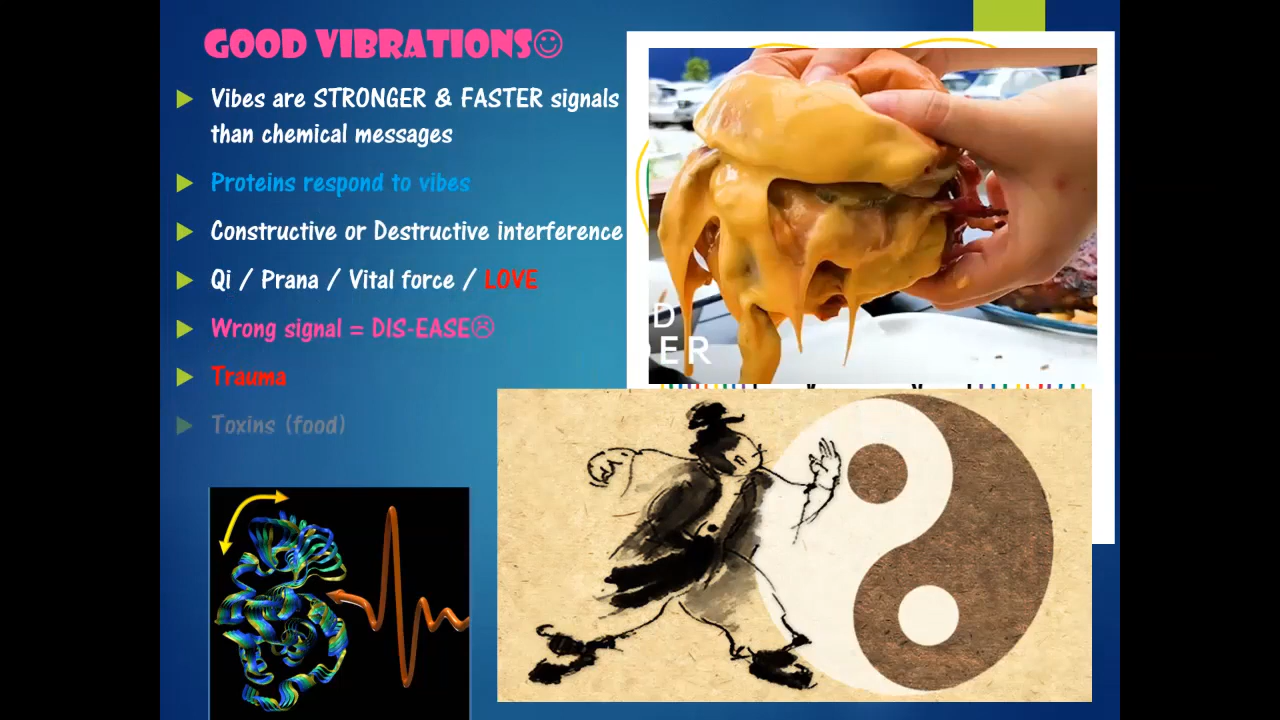 GOOD VIBRATIONS☺
Vibes are STRONGER & FASTER signals
than chemical messages
Proteins respond to vibes
Constructive or Destructive interference
Qi / Prana / Vital force / LOVE
Wrong signal = DIS-EASE☹
Trauma
Toxins (food)
D
ER